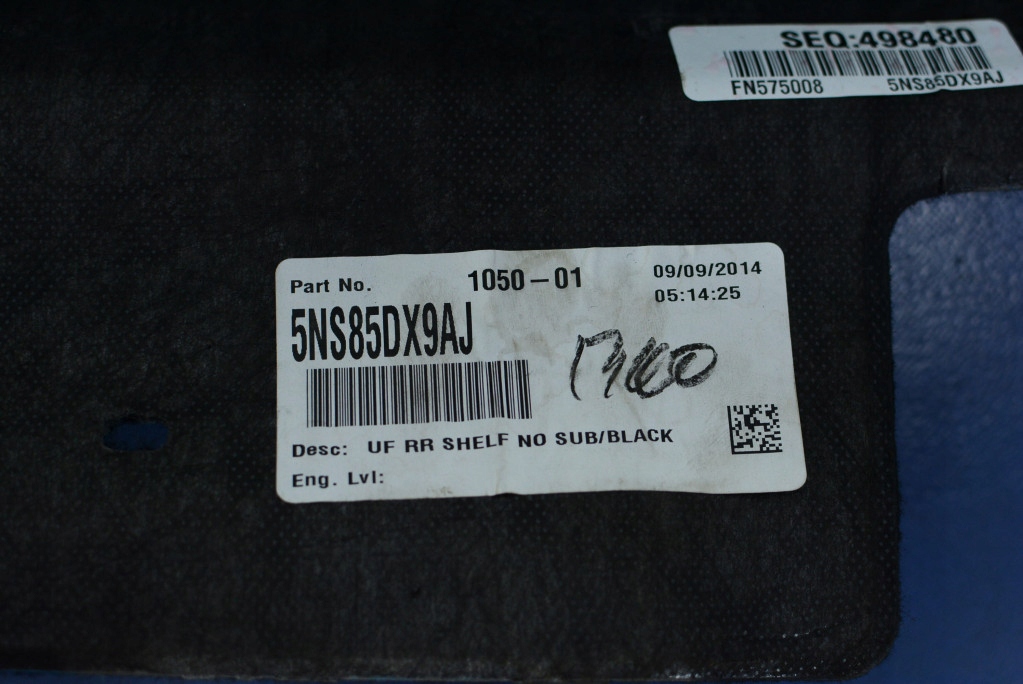 SEQ:498480
FN575008 5NS85DX9AJ
Part No. 1050-01 09/09/2014
05:14:25
5NS85DX9AJ
Desc: UF RR SHELF NO SUB/BLACK
Eng. Lvl: